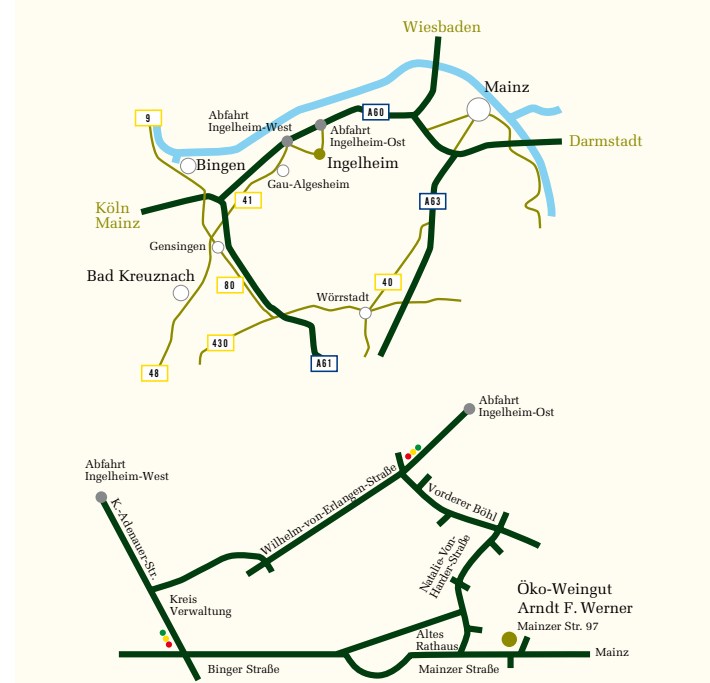 Wiesbaden
Mainz
9
Abfahrt
Ingelheim-West
A60
Abfahrt
Ingelheim-Ost
Darmstadt
Bingen
Ingelheim
Gau-Algesheim
Köln
Mainz
41
A63
Gensingen
Bad Kreuznach
80
40
Wörrstadt
430
48
A61
Abfahrt
Ingelheim-Ost
Abfahrt
Ingelheim-West
K.-Adenauer-Str.
Wilhelm-von-Erlangen-Straße
Vorderer Böhl
Natalie-Von-
Harder-Straße
Kreis
Verwaltung
Öko-Weingut
Arndt F. Werner
Mainzer Str. 97
Altes
Rathaus
Mainz
Binger Straße
Mainzer Straße